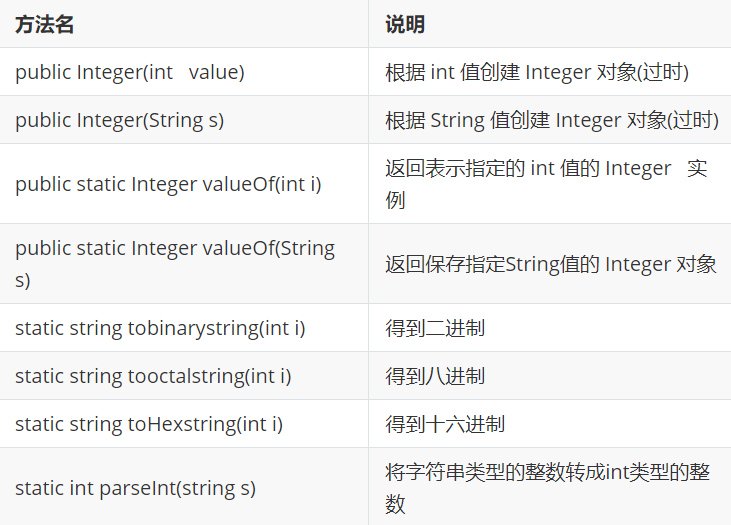 方法名 说明
public Integer(int   value) 根据 int 值创建 Integer 对象(过时)
public Integer(String s) 根据 String 值创建 Integer 对象(过时)
public static Integer valueOf(int i) 返回表示指定的 int 值的 Integer   实
例
public static Integer valueOf(String
s) 返回保存指定String值的 Integer 对象
static string tobinarystring(int i) 得到二进制
static string tooctalstring(int i) 得到八进制
static string toHexstring(int i) 得到十六进制
static int parseInt(string s) 将字符串类型的整数转成int类型的整
数